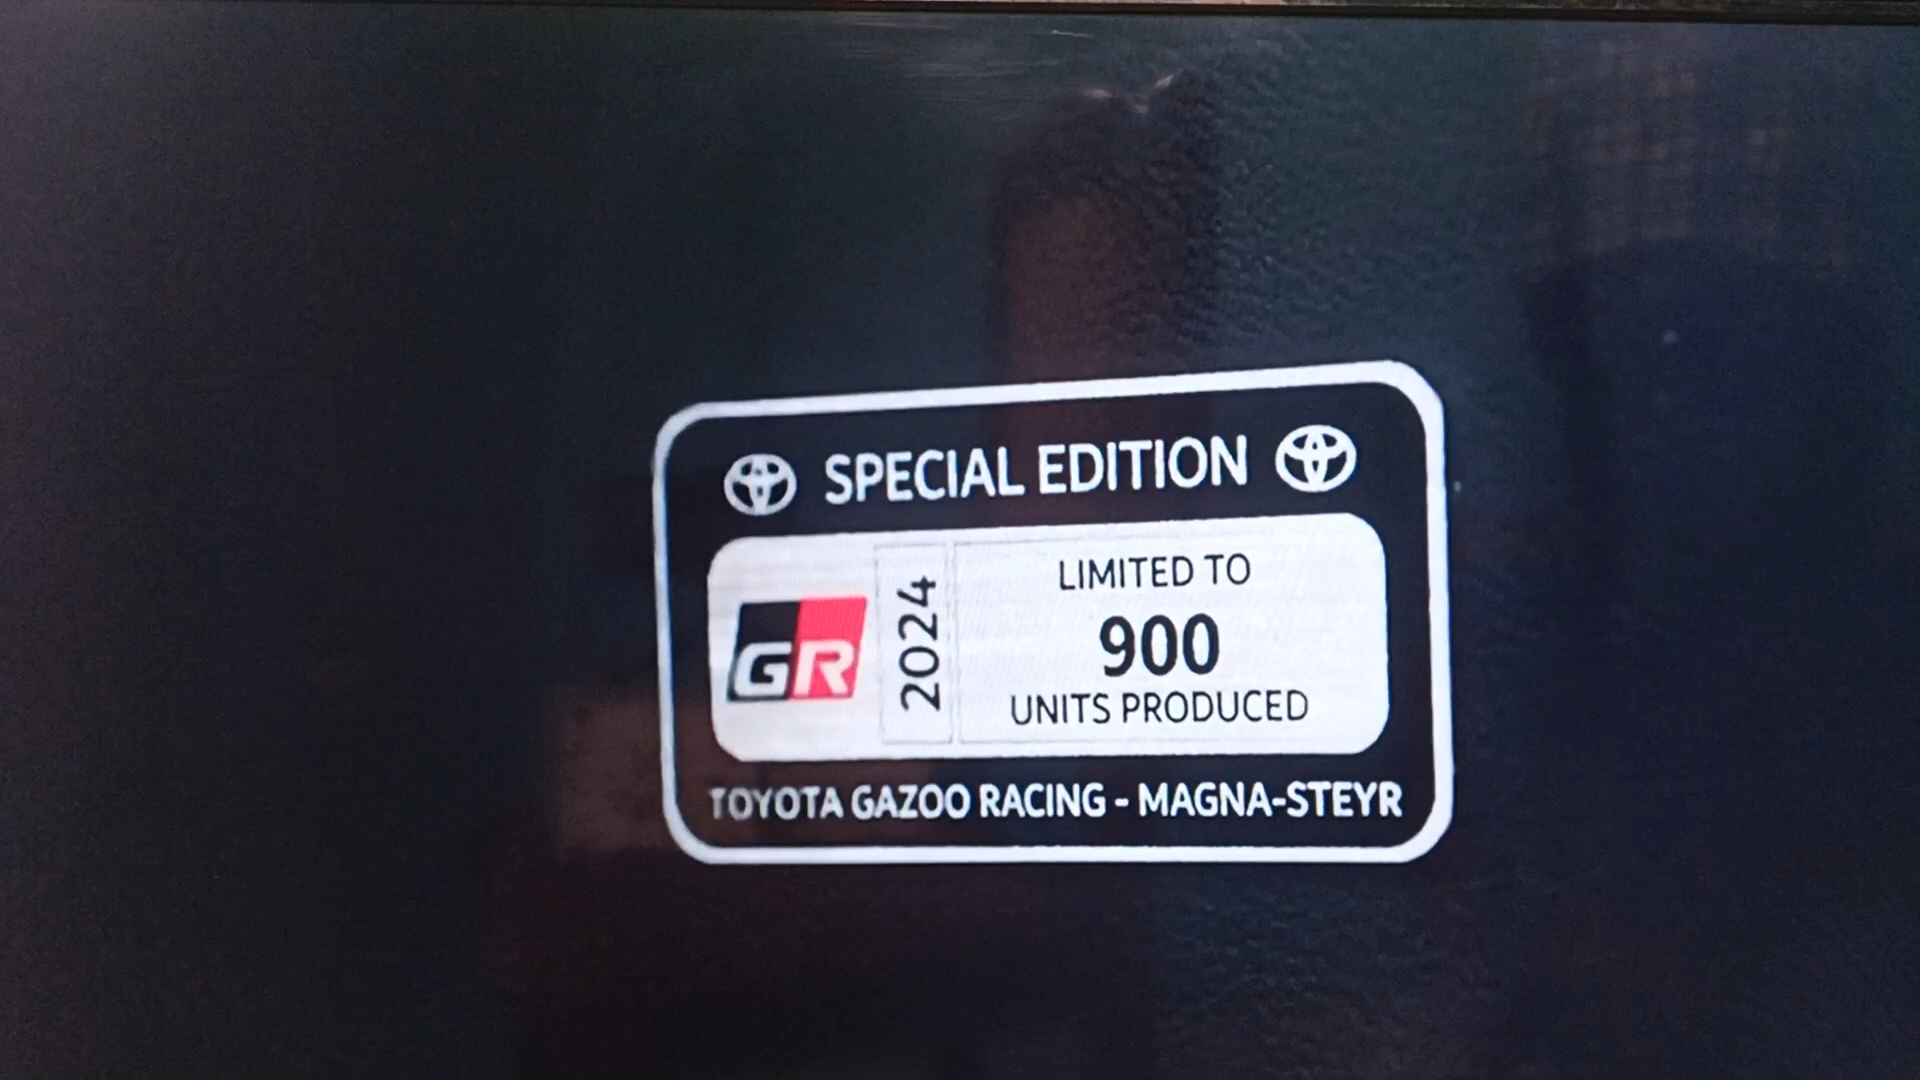 SPECIAL EDITION
GR
2024
LIMITED TO
900
UNITS PRODUCED
TOYOTA GAZOO RACING - MAGNA-STEYR